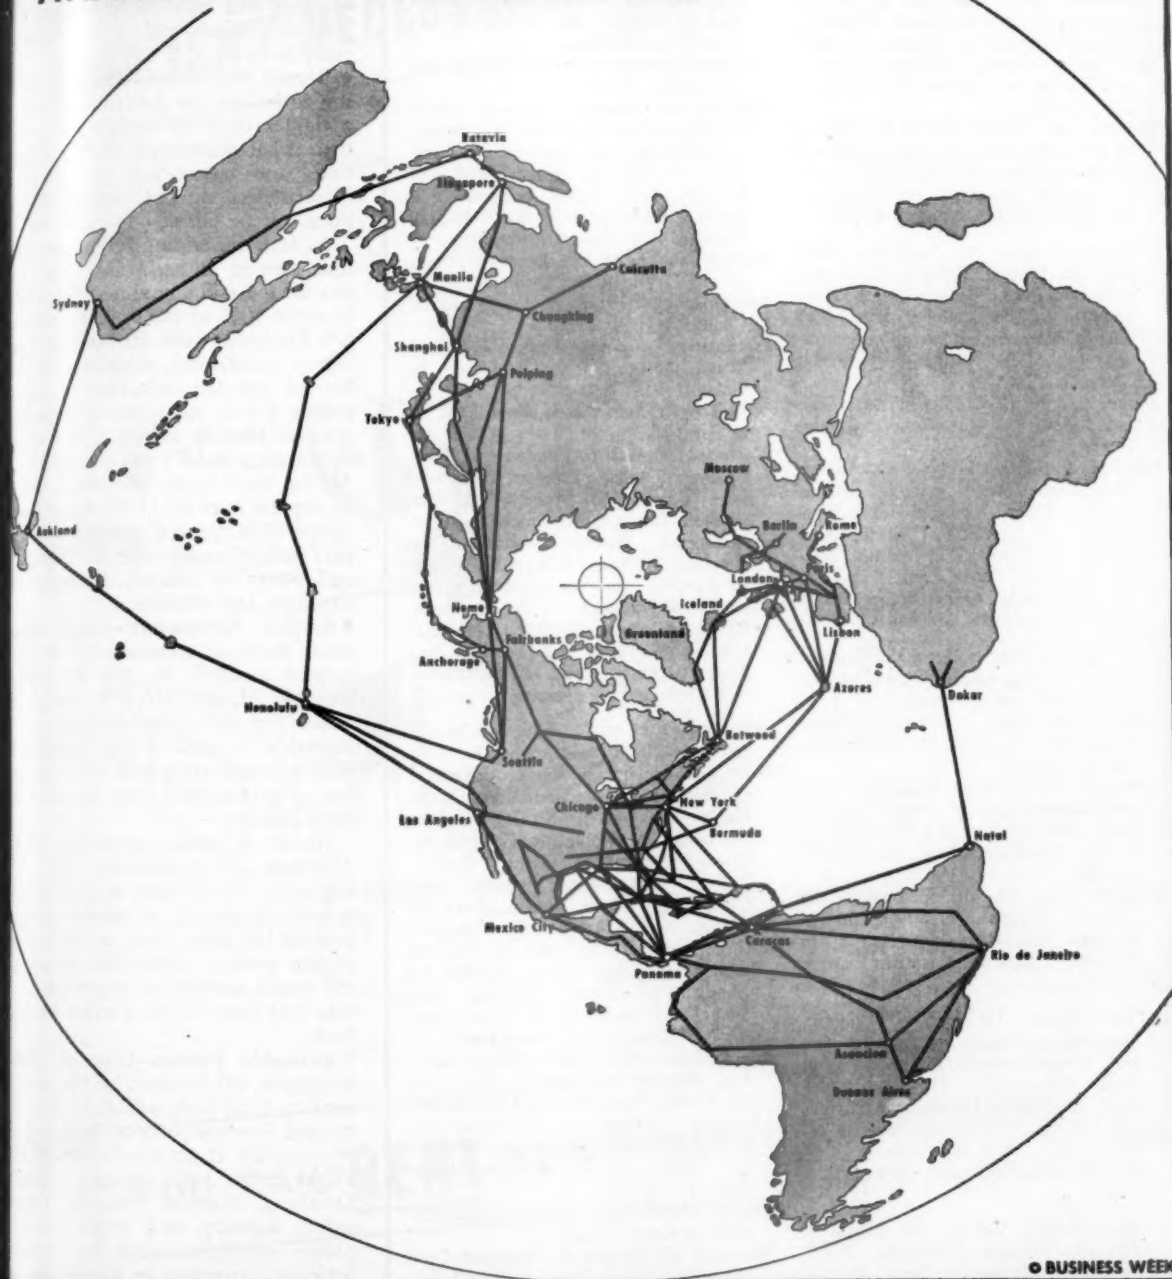 Batavia
Singapore
Calcutta
Manila
Sydney
Chungking
Shanghai
Peiping
Tokyo
Moscow
Berlin
Rome
Aukland
Paris
London
Nome
Iceland
Greenland
Lisbon
Fairbanks
Anchorage
Azores
Dakar
Honolulu
Botwood
Seattle
Chicago
New York
Los Angeles
Bermuda
Natal
Mexico City
Caracas
Rio de Janeiro
Panama
Asuncion
Buenos Aires
© BUSINESS WEEK